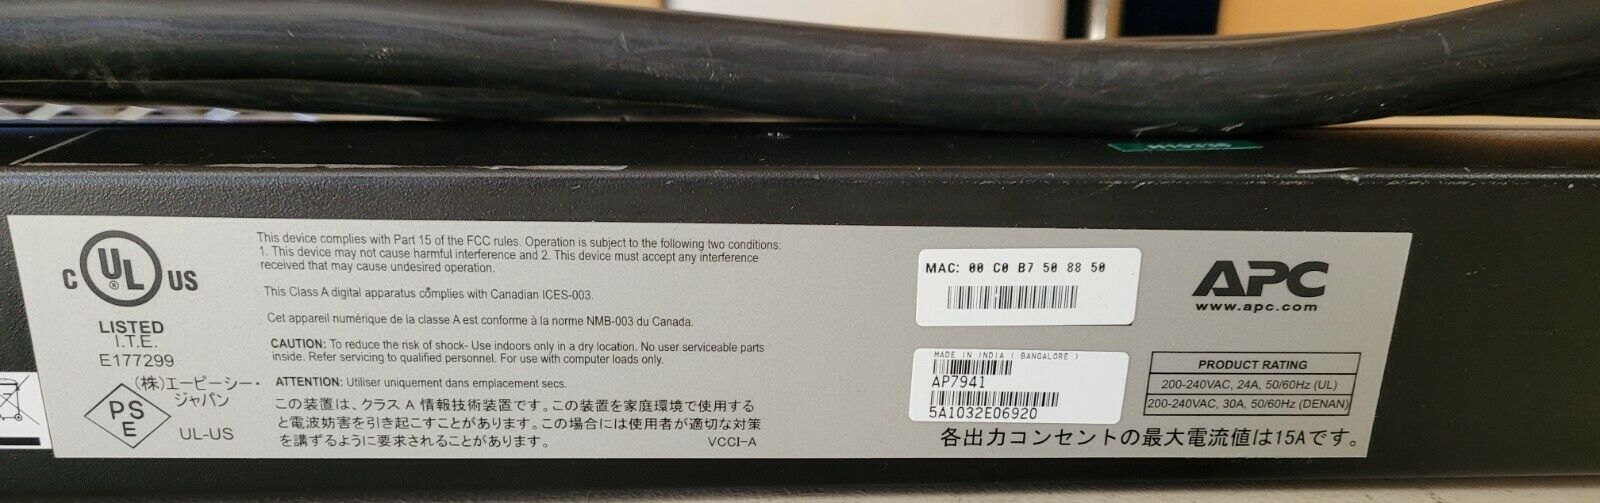 C UL ® US
LISTED
I.T.E.
E177299
(株)エーピーシー・
ジャパン
PS
E
UL-US
This device complies with Part 15 of the FCC rules. Operation is subject to the following two conditions:
1. This device may not cause harmful interference and 2. This device must accept any interference
received that may cause undesired operation.
This Class A digital apparatus complies with Canadian ICES-003.
Cet appareil numérique de la classe A est conforme à la norme NMB-003 du Canada.
CAUTION: To reduce the risk of shock- Use indoors only in a dry location. No user serviceable parts
inside. Refer servicing to qualified personnel. For use with computer loads only.
ATTENTION: Utiliser uniquement dans emplacement secs.
この装置は、クラス A 情報技術装置です。この装置を家庭環境で使用する
と電波妨害を引き起こすことがあります。この場合には使用者が適切な対策
を講ずるように要求されることがあります。
VCCI-A
MAC: 00 C0 B7 50 88 50
MADE IN INDIA ( BANGALORE )
AP7941
5A1032E06920
APC
www.apc.com
PRODUCT RATING
200-240VAC, 24A, 50/60Hz (UL)
200-240VAC, 30A, 50/60Hz (DENAN)
各出力コンセントの最大電流値は15Aです。